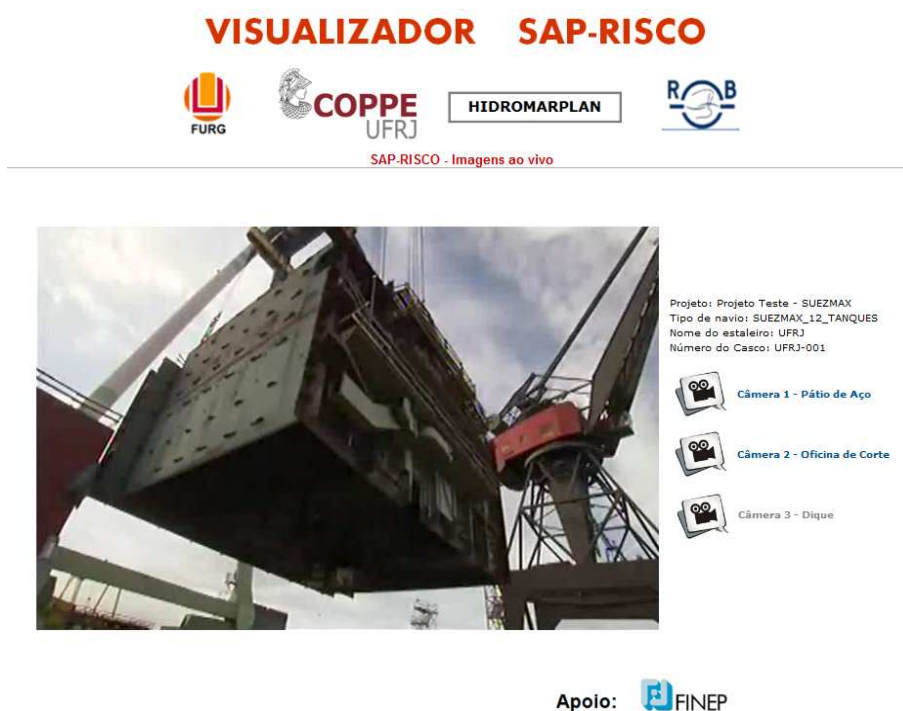 VISUALIZADOR SAP-RISCO
FURG
COPPE
UFRJ
HIDROMARPLAN
R B
SAP-RISCO - Imagens ao vivo
Projeto: Projeto Teste - SUEZMAX
Tipo de navio: SUEZMAX_12_TANQUES
Nome do estaleiro: UFRJ
Número do Casco: UFRJ-001
Câmera 1 - Pátio de Aço
Câmera 2 - Oficina de Corte
Câmera 3 - Dique
Apoio: FINEP